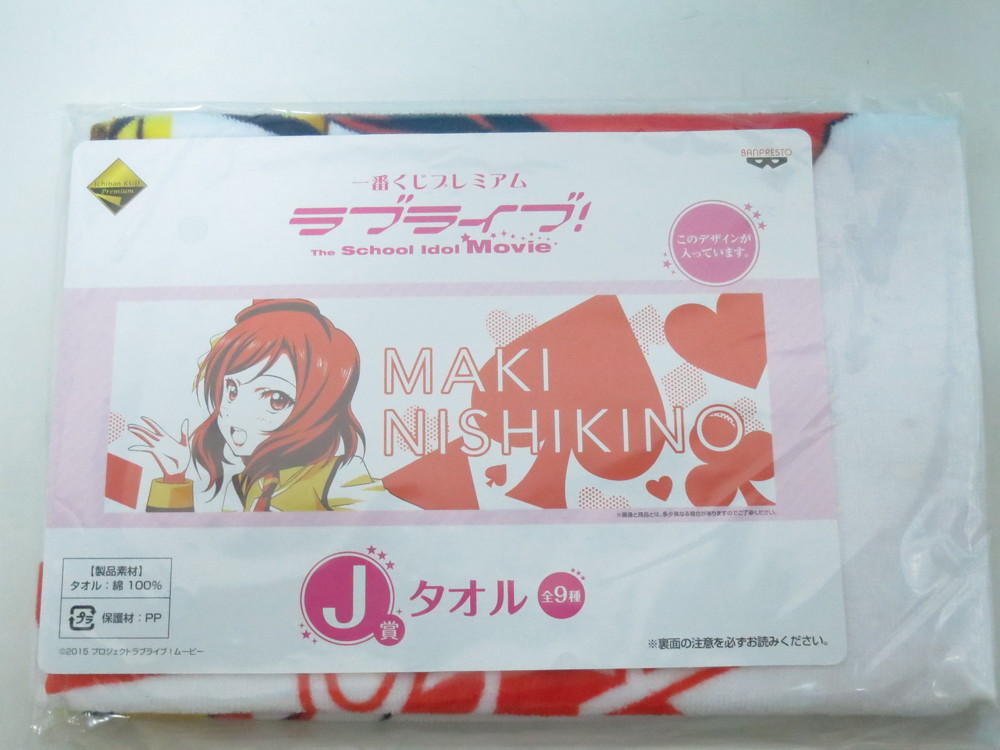 Ichiban KUJI
Premium
BANPRESTO
一番くじプレミアム
ラブライブ!
The School Idol Movie
このデザインが
入っています。
MAKI
NISHIKINO
※画像と商品とは、多少異なる場合がありますのでご了承ください。
【製品素材】
タオル:綿 100%
プラ
保護材:PP
J賞
タオル
全9種
※裏面の注意を必ずお読みください。
©2015 プロジェクトラブライブ!ムービー